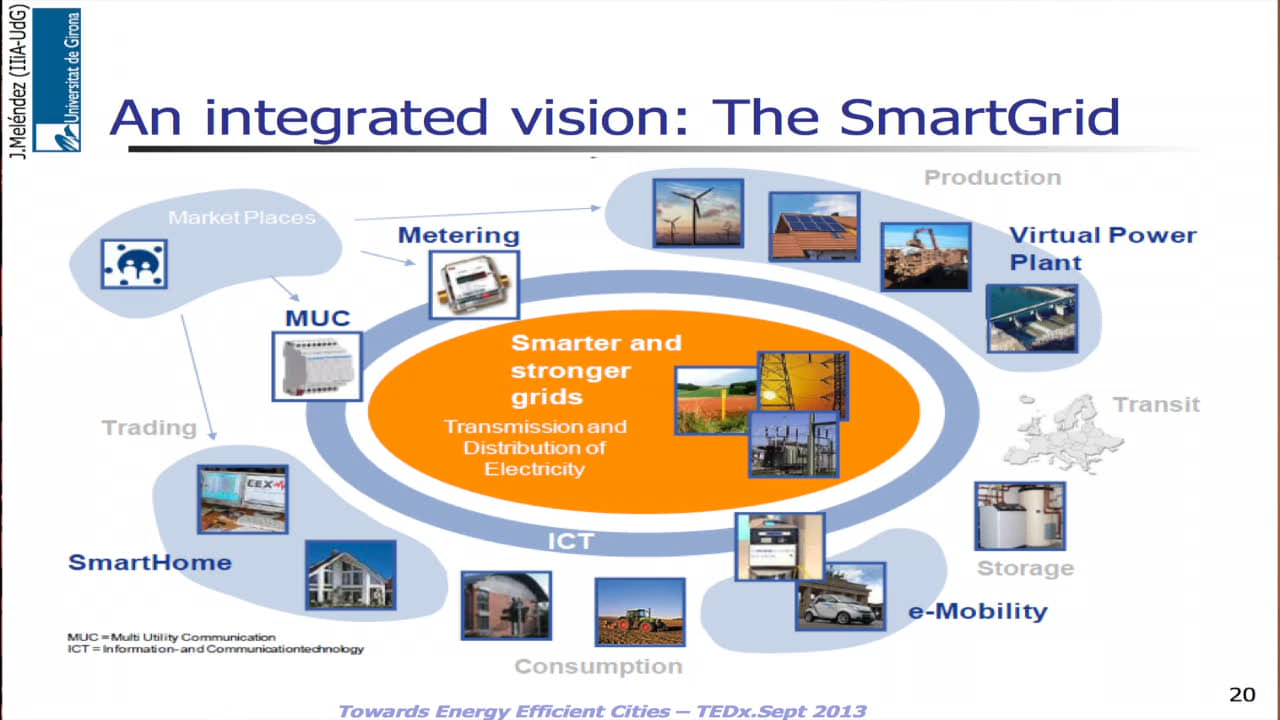 J.Meléndez (IIiA-UdG)
Universitat de Girona
An integrated vision: The SmartGrid
Production
Market Places
Metering
Virtual Power
Plant
MUC
Smarter and
stronger
grids
Transmission and
Distribution of
Electricity
Transit
Trading
EEX
ICT
SmartHome
Storage
e-Mobility
MUC = Multi Utility Communication
ICT = Information- and Communicationtechnology
Consumption
20
Towards Energy Efficient Cities – TEDx.Sept 2013